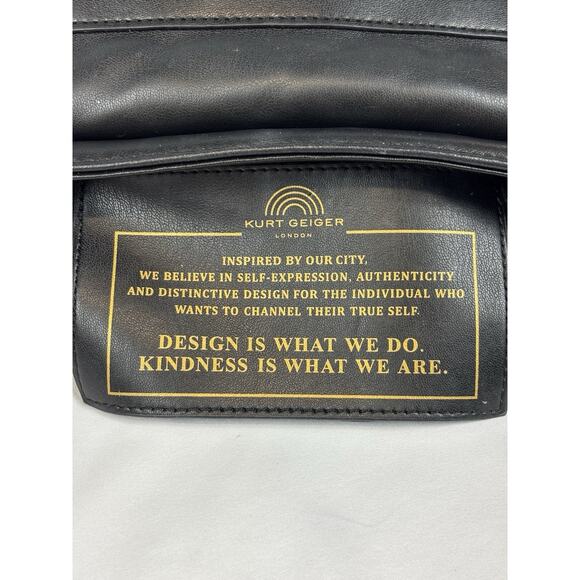 KURT GEIGER
LONDON
INSPIRED BY OUR CITY,
WE BELIEVE IN SELF-EXPRESSION, AUTHENTICITY
AND DISTINCTIVE DESIGN FOR THE INDIVIDUAL WHO
WANTS TO CHANNEL THEIR TRUE SELF.
DESIGN IS WHAT WE DO.
KINDNESS IS WHAT WE ARE.